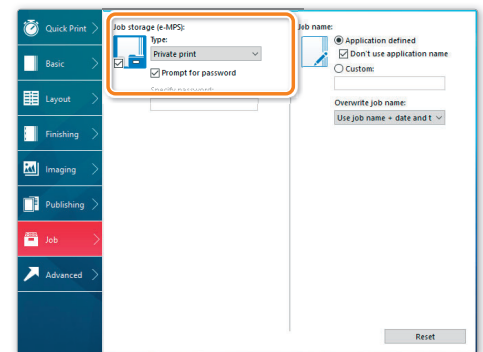 Quick Print
Basic
Layout
Finishing
Imaging
Publishing
Job
Advanced
Job storage (e-MPS):
Type:
Private print
Prompt for password
Specify password:
Job name:
Application defined
Don't use application name
Custom:
Overwrite job name:
Use job name + date and t
Reset